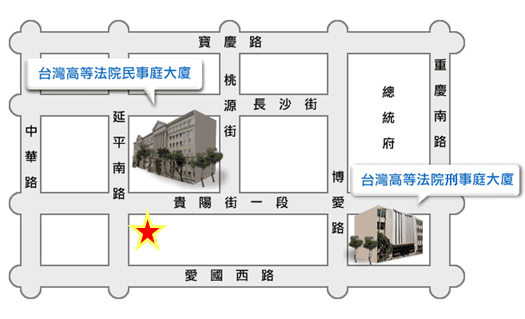 寶慶路
台灣高等法院民事庭大廈
桃源街
長沙街
重慶南路
總統府
中華路
延平南路
博愛路
台灣高等法院刑事庭大廈
貴陽街一段
愛國西路